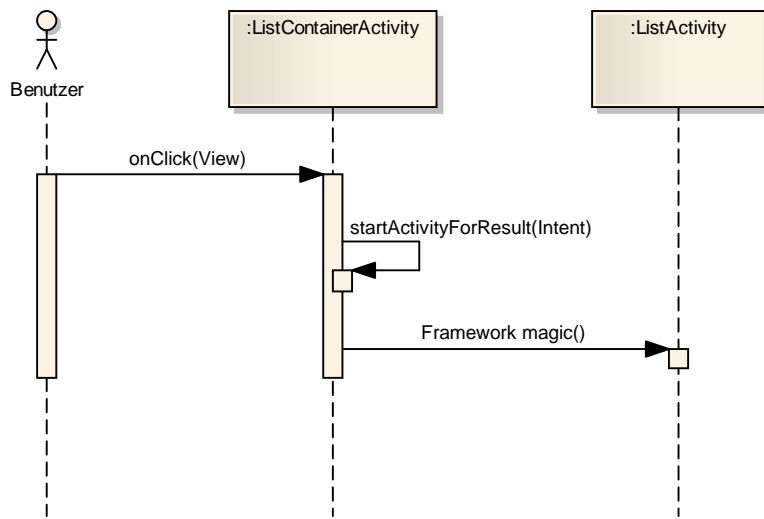 :ListContainerActivity
:ListActivity
Benutzer
onClick(View)
startActivityForResult(Intent)
Framework magic()